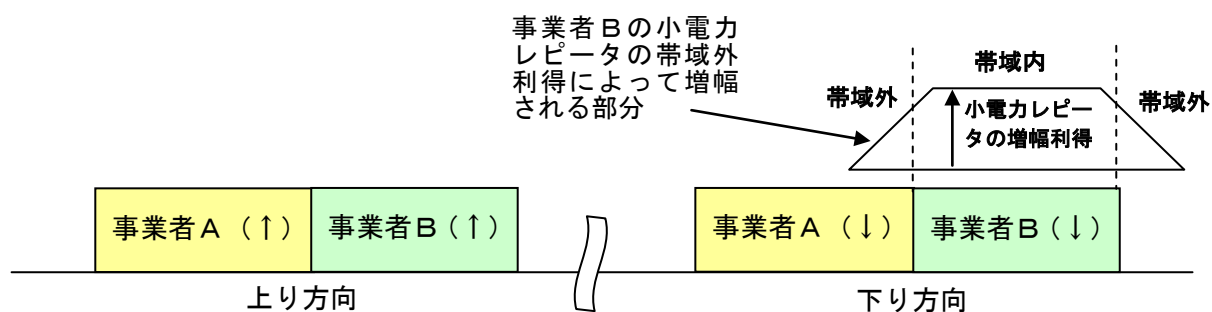 事業者Ｂの小電力
レピータの帯域外
利得によって増幅
される部分
帯域外
帯域内
帯域外
小電力レピー
タの増幅利得
事業者Ａ（↑）
事業者Ｂ（↑）
事業者Ａ（↓）
事業者Ｂ（↓）
上り方向
下り方向